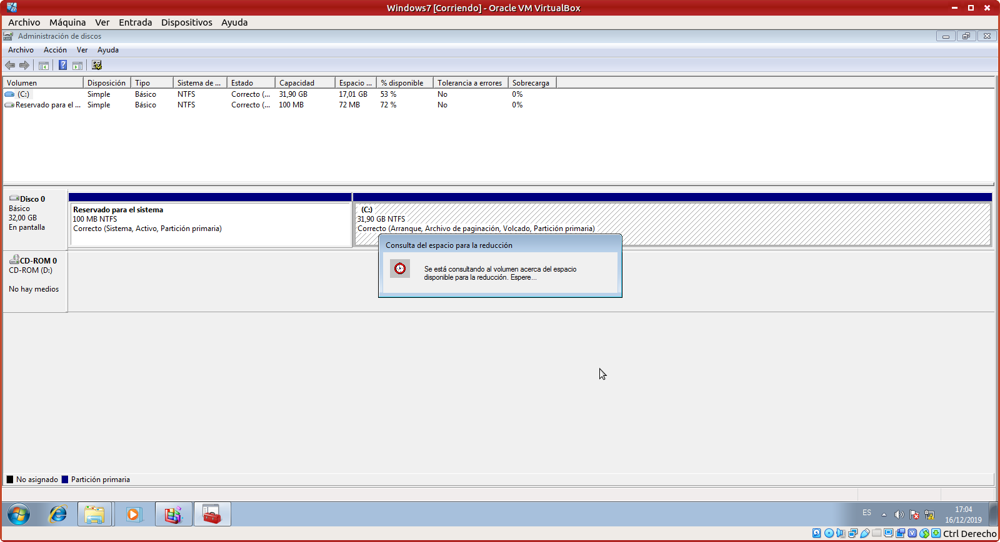 Windows7 [Corriendo] - Oracle VM VirtualBox
Archivo Máquina Ver Entrada Dispositivos Ayuda
Administración de discos
Archivo Acción Ver Ayuda
Volumen Disposición Tipo Sistema de ... Estado Capacidad Espacio ... % disponible Tolerancia a errores Sobrecarga
(C:) Simple Básico NTFS Correcto (... 31,90 GB 17,01 GB 53 % No 0%
Reservado para el ... Simple Básico NTFS Correcto (... 100 MB 72 MB 72 % No 0%
Disco 0
Básico
32,00 GB
En pantalla
Reservado para el sistema
100 MB NTFS
Correcto (Sistema, Activo, Partición primaria)
(C:)
31,90 GB NTFS
Correcto (Arranque, Archivo de paginación, Volcado, Partición primaria)
Consulta del espacio para la reducción
Se está consultando al volumen acerca del espacio
disponible para la reducción. Espere...
CD-ROM 0
CD-ROM (D:)
No hay medios
No asignado Partición primaria
ES
17:04
16/12/2019
Ctrl Derecho